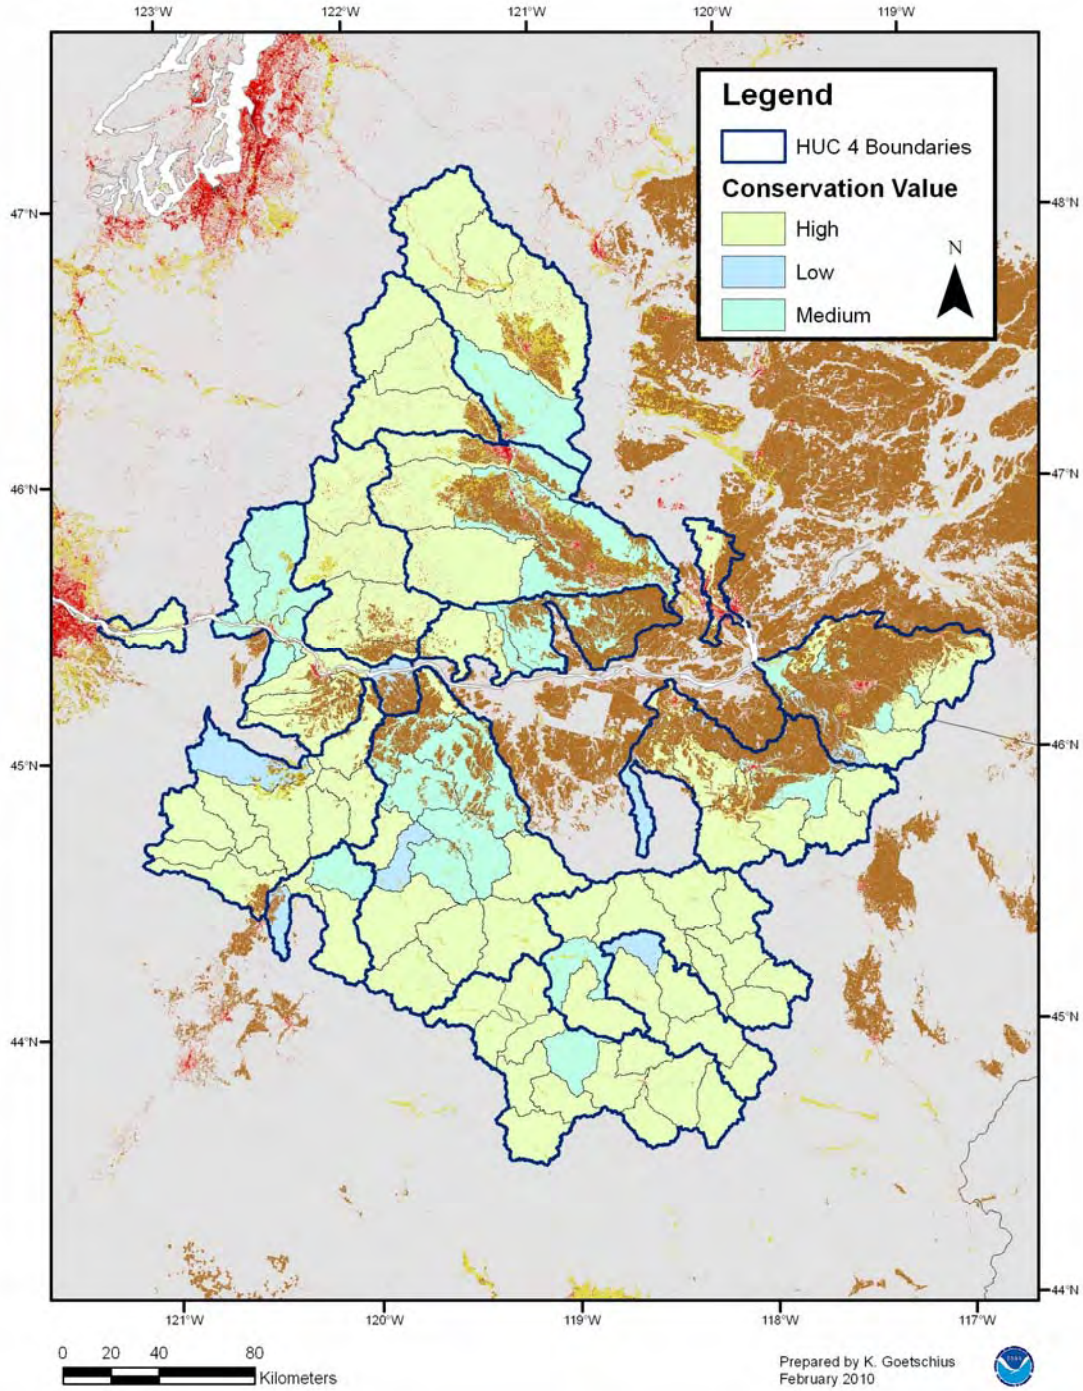 123°W 122°W 121°W 120°W 119°W
Legend
HUC 4 Boundaries
Conservation Value
High
Low
Medium
N
47°N
48°N
46°N
47°N
45°N
46°N
44°N
45°N
44°N
121°W 120°W 119°W 118°W 117°W
0 20 40 80
Kilometers
Prepared by K. Goetschius
February 2010